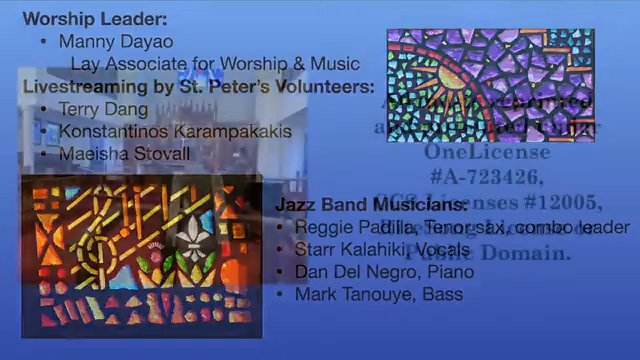 Worship Leader:
• Manny Dayao
Lay Associate for Worship & Music
Livestreaming by St. Peter's Volunteers:
• Terry Dang
• Konstantinos Karampakakis
• Maeisha Stovall
Jazz Band Musicians:
• Reggie Padilla, Tenor sax, combo leader
• Starr Kalahiki, Vocals
• Dan Del Negro, Piano
• Mark Tanouye, Bass
OneLicense
#A-723426,
Licenses #12005,
Public Domain.